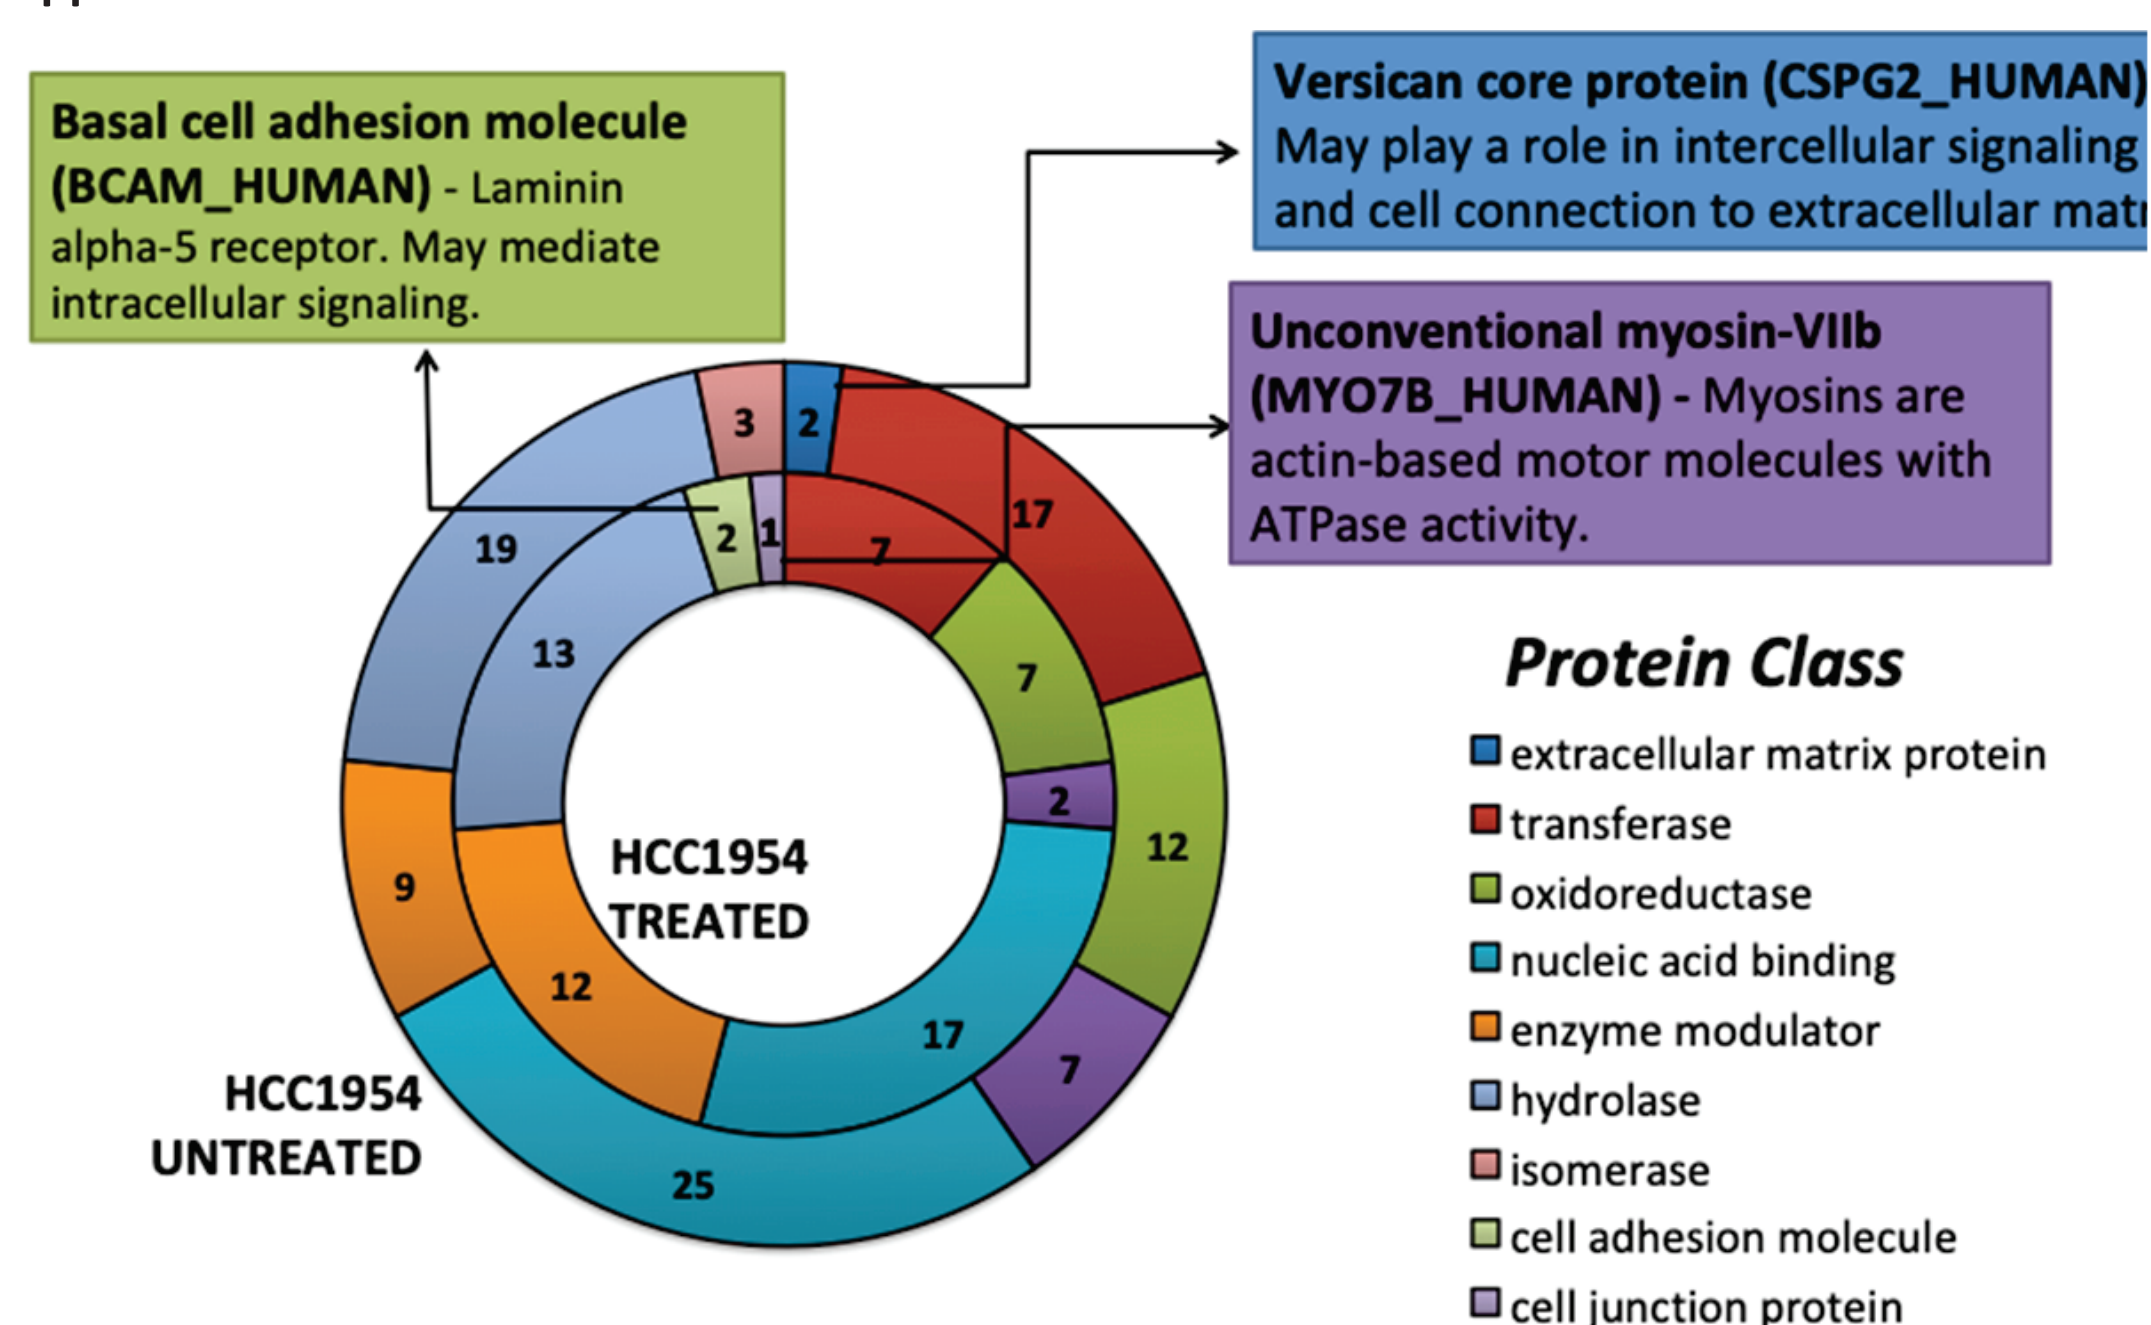 Basal cell adhesion molecule
(BCAM_HUMAN) - Laminin
alpha-5 receptor. May mediate
intracellular signaling.
Versican core protein (CSPG2_HUMAN)
May play a role in intercellular signaling
and cell connection to extracellular
Unconventional myosin-VIIb
(MYO7B_HUMAN) - Myosins are
actin-based motor molecules with
ATPase activity.
3
2
17
12
7
25
9
19
2
1
7
7
2
17
12
13
HCC1954
TREATED
HCC1954
UNTREATED
Protein Class
extracellular matrix protein
transferase
oxidoreductase
nucleic acid binding
enzyme modulator
hydrolase
isomerase
cell adhesion molecule
cell junction protein